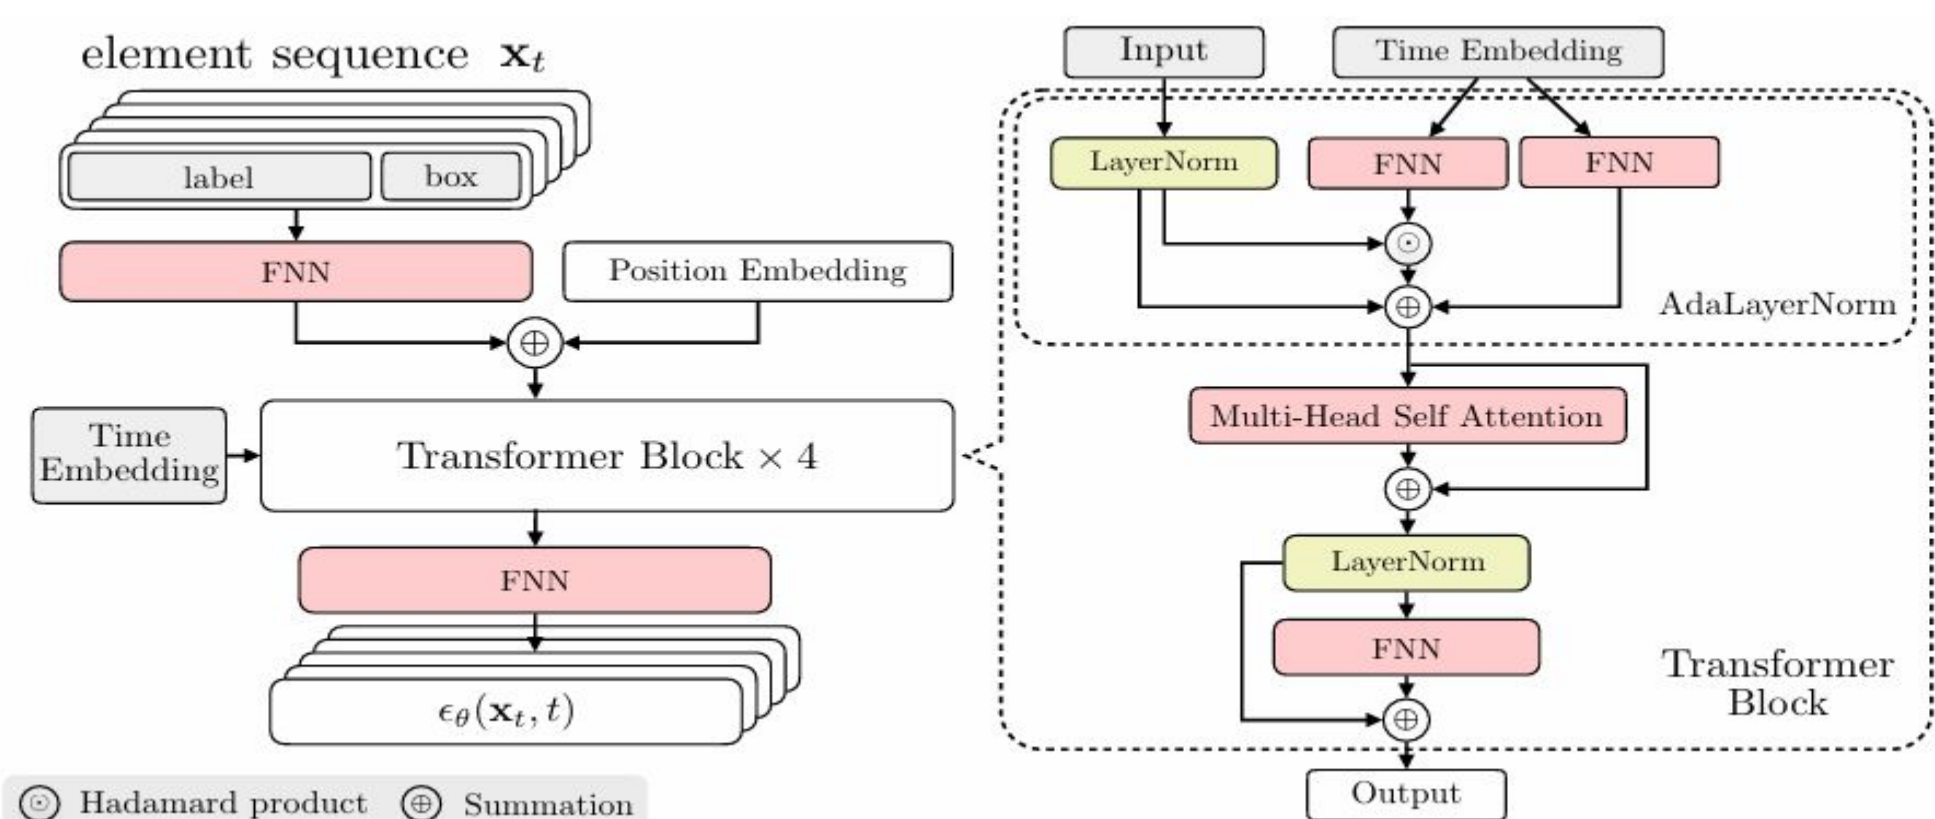 element sequence x_t
label
box
FNN
Position Embedding
⊕
Time
Embedding
Transformer Block × 4
FNN
ϵ_θ(x_t, t)
⊙ Hadamard product ⊕ Summation
Input
Time Embedding
LayerNorm
FNN
FNN
⊙
⊕
AdaLayerNorm
Multi-Head Self Attention
⊕
LayerNorm
FNN
⊕
Transformer
Block
Output